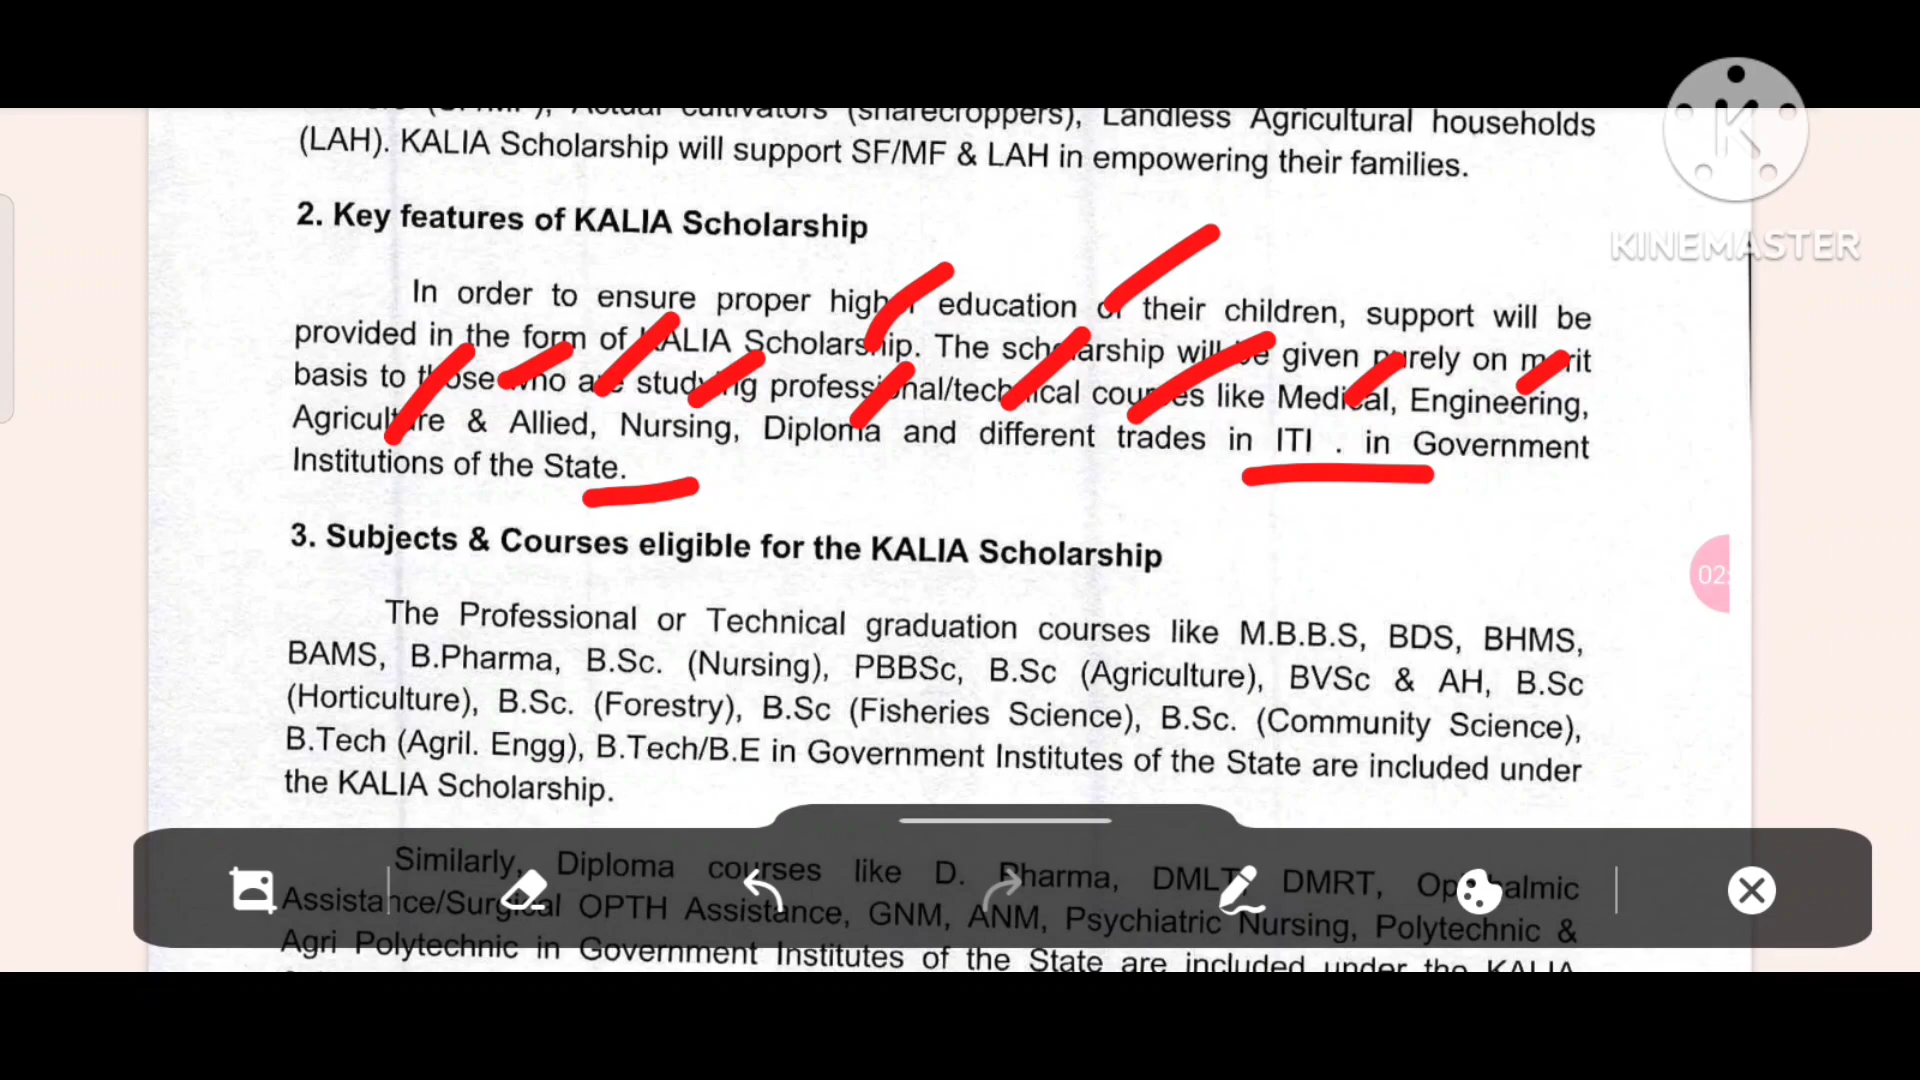 cultivators (sharecroppers), Landless Agricultural households
(LAH). KALIA Scholarship will support SF/MF & LAH in empowering their families.
KINEMASTER
2. Key features of KALIA Scholarship
In order to ensure proper higher education of their children, support will be
provided in the form of KALIA Scholarship. The scholarship will be given purely on merit
basis to those who are studying professional/technical courses like Medical, Engineering,
Agriculture & Allied, Nursing, Diploma and different trades in ITI . in Government
Institutions of the State.
3. Subjects & Courses eligible for the KALIA Scholarship
02:
The Professional or Technical graduation courses like M.B.B.S, BDS, BHMS,
BAMS, B.Pharma, B.Sc. (Nursing), PBBSc, B.Sc (Agriculture), BVSc & AH, B.Sc
(Horticulture), B.Sc. (Forestry), B.Sc (Fisheries Science), B.Sc. (Community Science),
B.Tech (Agril. Engg), B.Tech/B.E in Government Institutes of the State are included under
the KALIA Scholarship.
Similarly, Diploma courses like D. Pharma, DMLT, DMRT, Opthalmic
Assistance/Surgical OPTH Assistance, GNM, ANM, Psychiatric Nursing, Polytechnic &
Agri Polytechnic in Government Institutes of the State are included under the KALIA